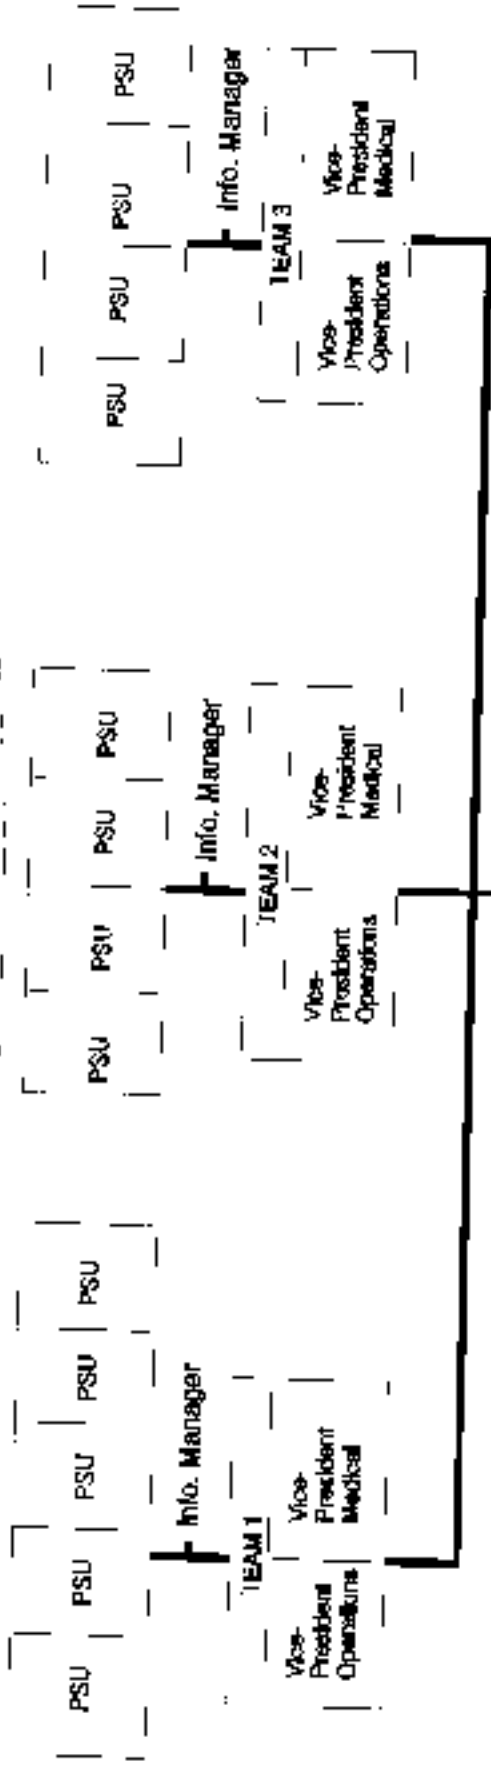 PSU
PSU
PSU
PSU
PSU
Info. Manager
TEAM 1
Vice-
President
Operations
Vice-
President
Medical
PSU
PSU
PSU
PSU
Info. Manager
TEAM 2
Vice-
President
Operations
Vice-
President
Medical
PSU
PSU
PSU
PSU
Info. Manager
TEAM 3
Vice-
President
Operations
Vice-
President
Medical